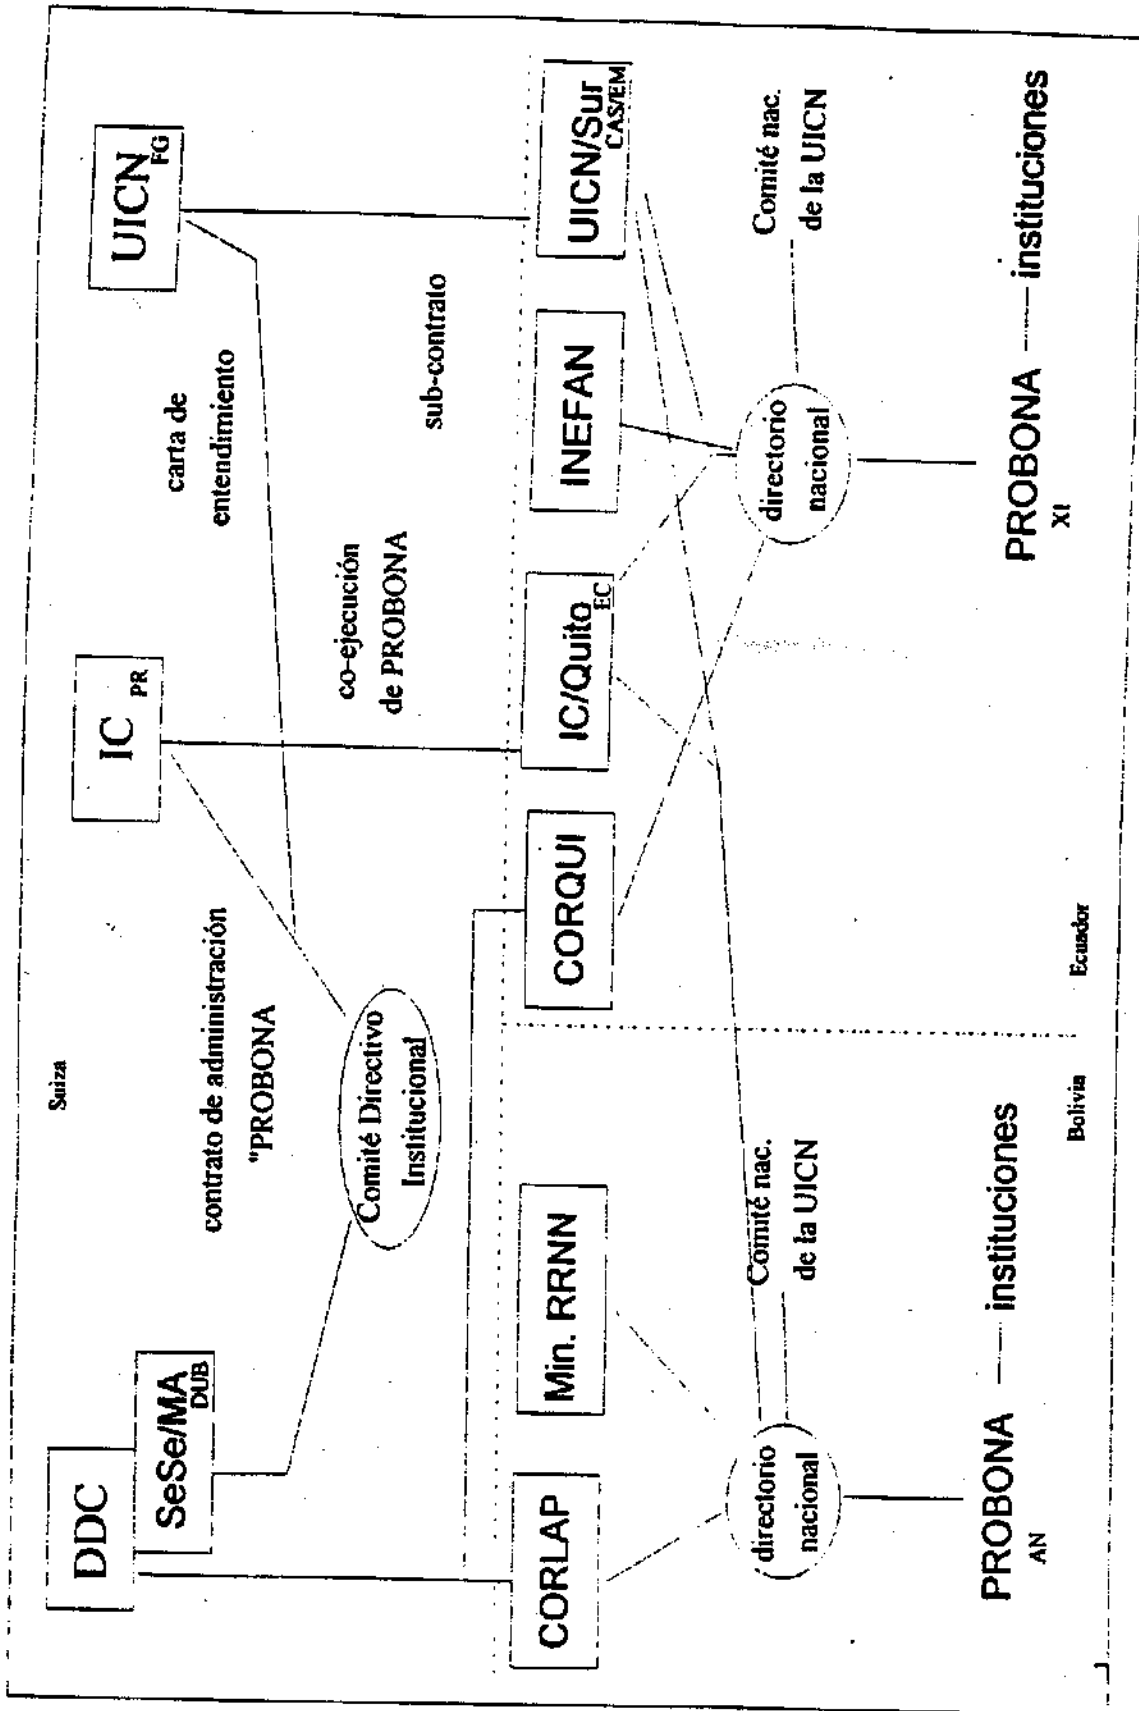 Suiza
DDC
SeSe/MA
DUB
IC
PR
UICN
FG
contrato de administración
"PROBONA
carta de
entendimiento
Comité Directivo
Institucional
co-ejecución
de PROBONA
sub-contrato
CORLAP
Min. RRNN
CORQUI
IC/Quito
EC
INEFAN
UICN/Sur
CAS/EM
directorio
nacional
Comité nac.
de la UICN
directorio
nacional
Comité nac.
de la UICN
PROBONA — instituciones
AN
PROBONA — instituciones
XI
Bolivia
Ecuador